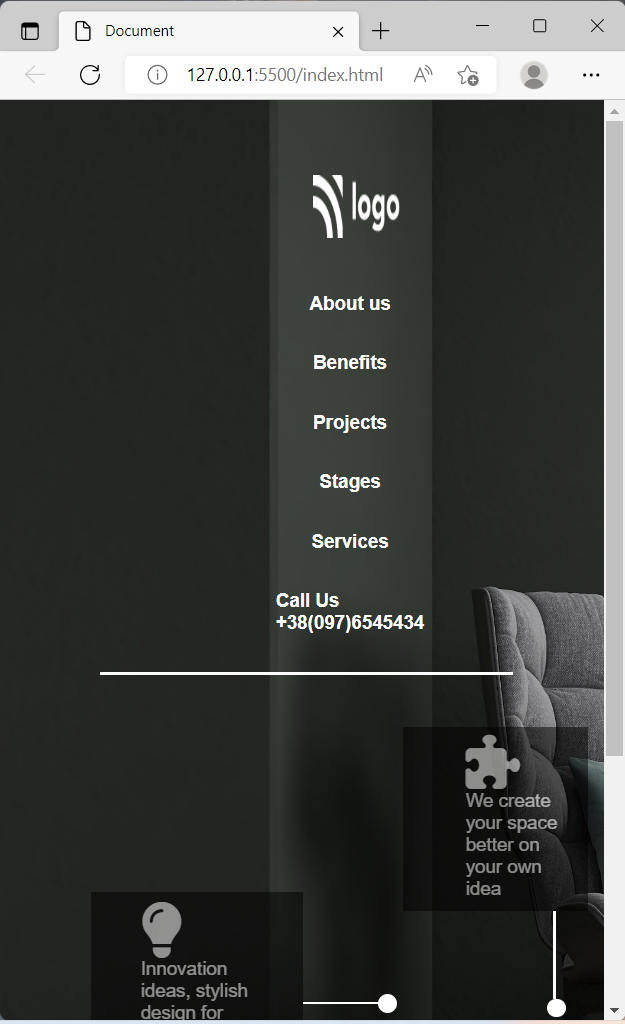 Document
127.0.0.1:5500/index.html
logo
About us
Benefits
Projects
Stages
Services
Call Us
+38(097)6545434
We create
your space
better on
your own
idea
Innovation
ideas, stylish
design for